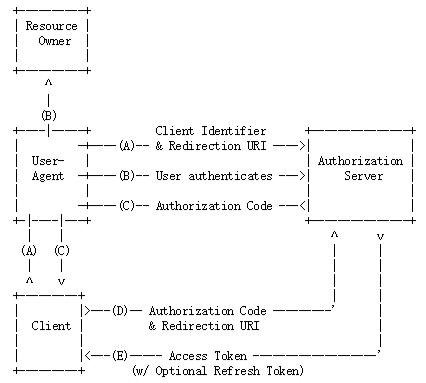 Resource
Owner
(B)
Client Identifier
(A) & Redirection URI
User-
Agent
(B) User authenticates
Authorization
Server
(C) Authorization Code
(A) (C)
Client
(D) Authorization Code
& Redirection URI
(E) Access Token
(w/ Optional Refresh Token)